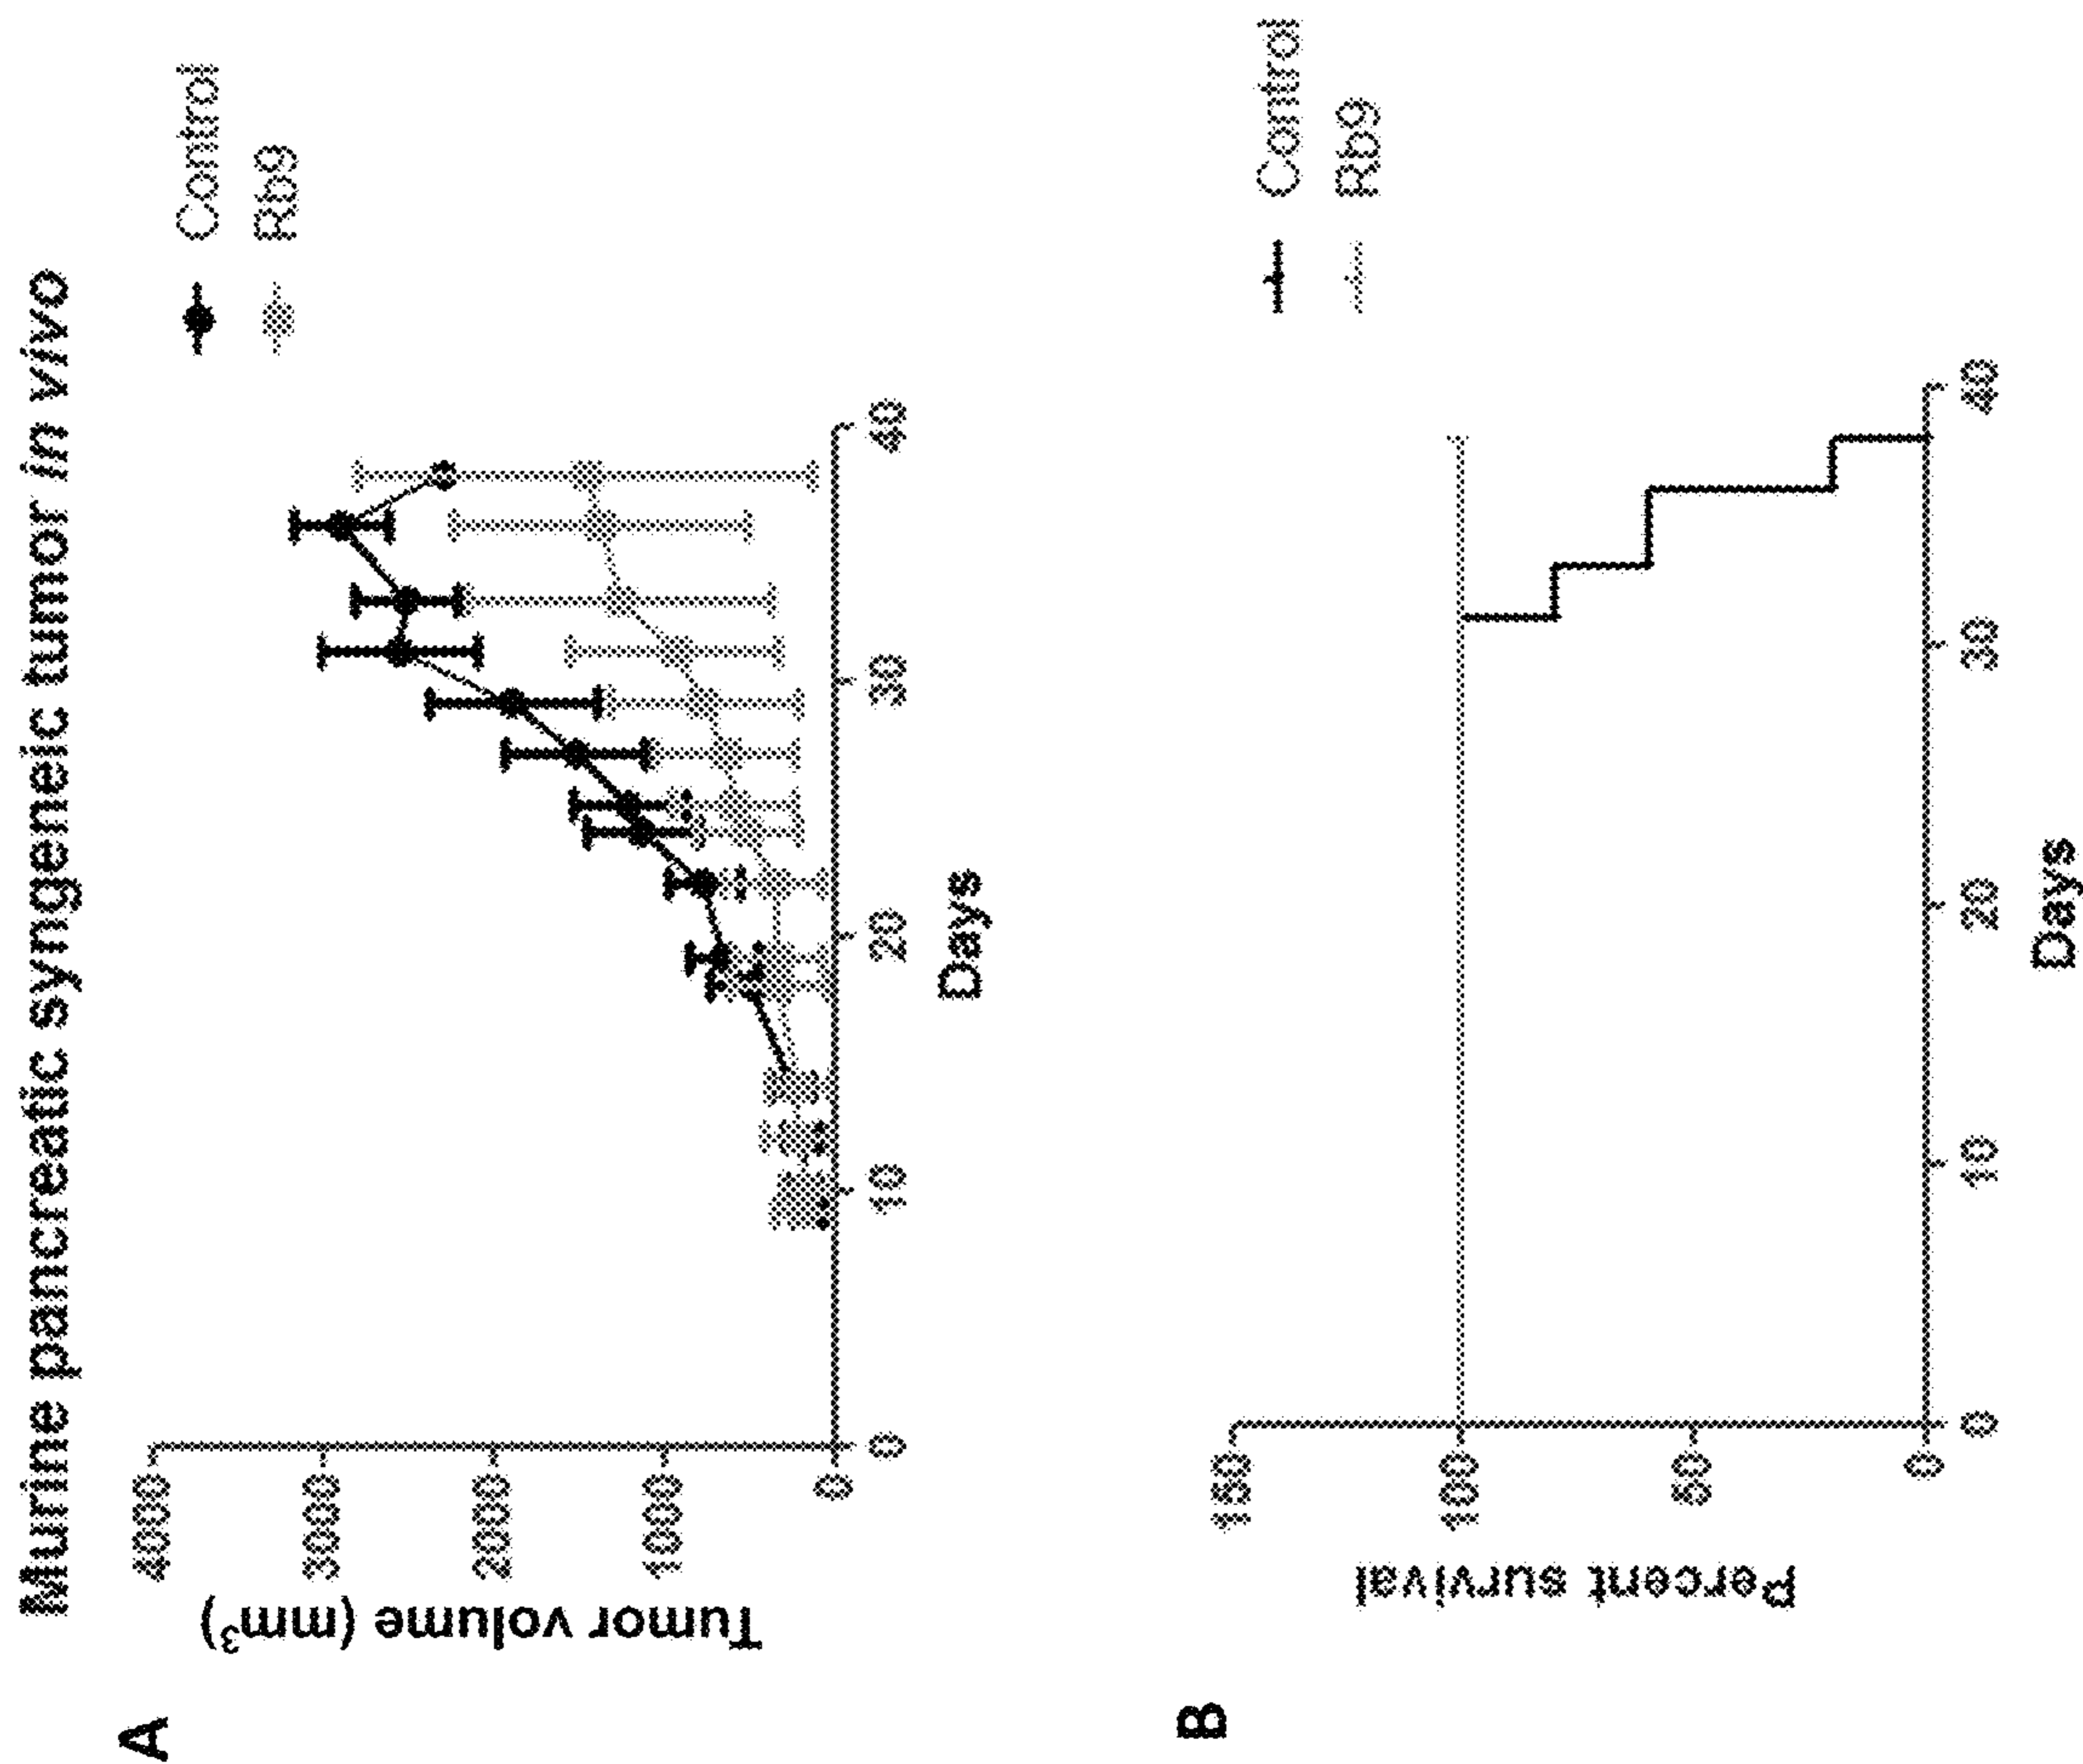 Murine pancreatic syngeneic tumor in vivo
A
Tumor volume (mm³)
4000
3000
2000
1000
0
0
10
20
30
40
Days
Control
Rb9
B
Percent survival
150
100
50
0
0
10
20
30
40
Days
Control
Rb9